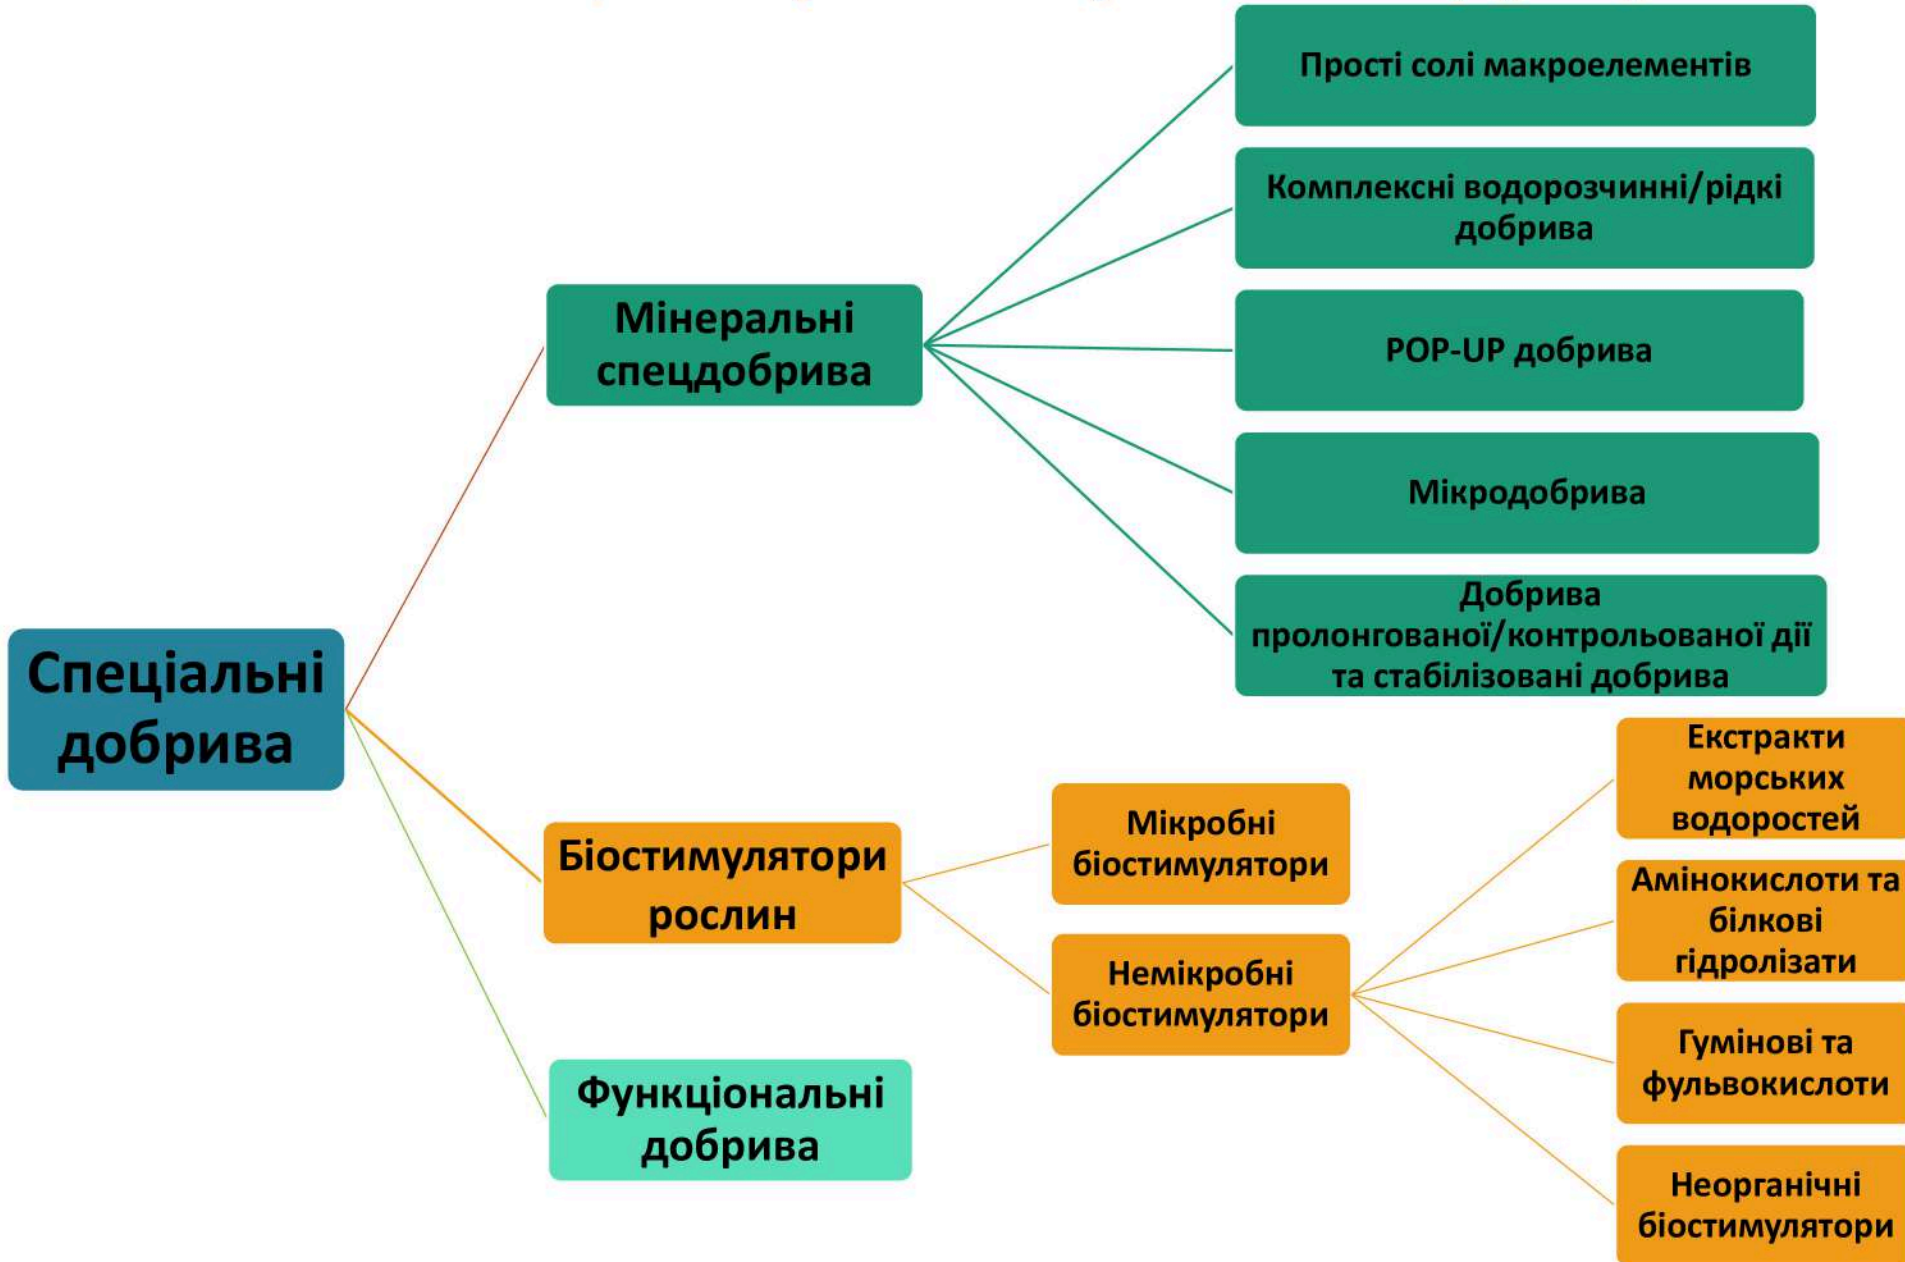 Спеціальні
добрива
Мінеральні
спецдобрива
Прості солі макроелементів
Комплексні водорозчинні/рідкі
добрива
POP-UP добрива
Мікродобрива
Добрива
пролонгованої/контрольованої дії
та стабілізовані добрива
Біостимулятори
рослин
Мікробні
біостимулятори
Немікробні
біостимулятори
Екстракти
морських
водоростей
Амінокислоти та
білкові
гідролізати
Гумінові та
фульвокислоти
Неорганічні
біостимулятори
Функціональні
добрива